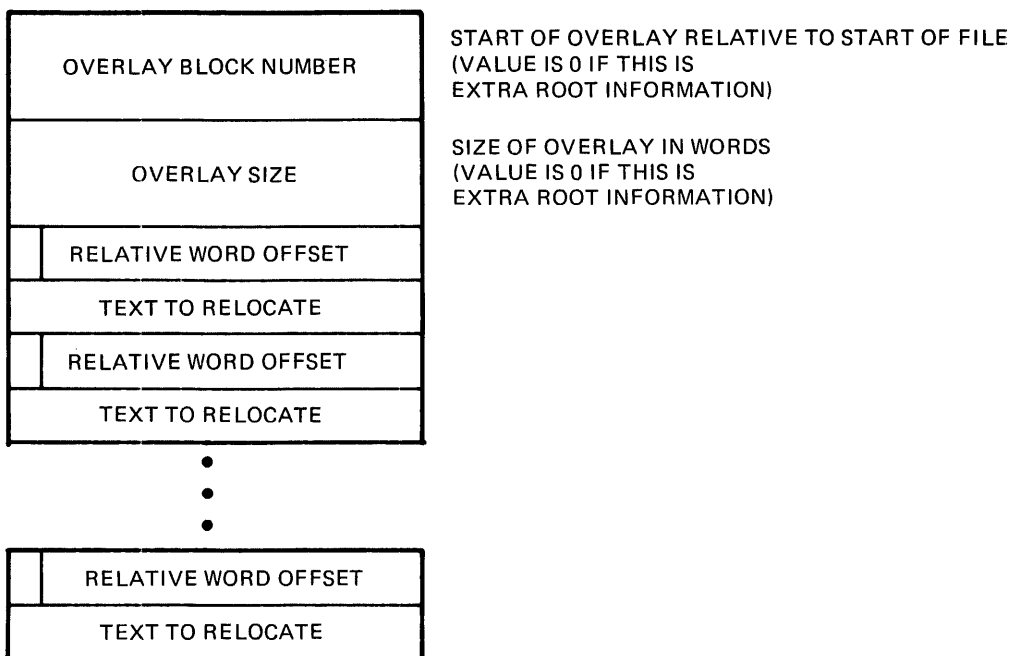 OVERLAY BLOCK NUMBER
START OF OVERLAY RELATIVE TO START OF FILE
(VALUE IS 0 IF THIS IS
EXTRA ROOT INFORMATION)
OVERLAY SIZE
SIZE OF OVERLAY IN WORDS
(VALUE IS 0 IF THIS IS
EXTRA ROOT INFORMATION)
RELATIVE WORD OFFSET
TEXT TO RELOCATE
RELATIVE WORD OFFSET
TEXT TO RELOCATE
RELATIVE WORD OFFSET
TEXT TO RELOCATE